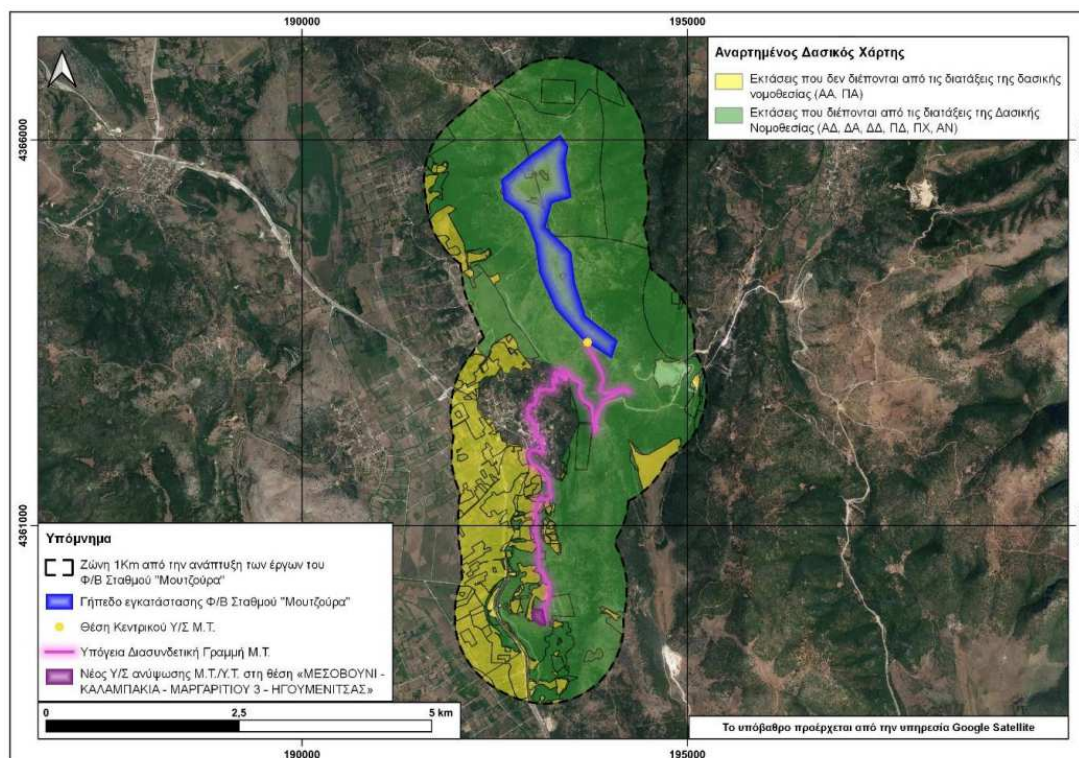 190000
195000
Αναρτημένος Δασικός Χάρτης
Εκτάσεις που δεν διέπονται από τις διατάξεις της δασικής
νομοθεσίας (ΑΑ, ΠΑ)
Εκτάσεις που διέπονται από τις διατάξεις της Δασικής
Νομοθεσίας (ΑΔ, ΔΑ, ΔΔ, ΠΔ, ΠΧ, ΑΝ)
4366000
4366000
4361000
4361000
Υπόμνημα
Ζώνη 1Km από την ανάπτυξη των έργων του
Φ/Β Σταθμού "Μουτζούρα"
Γήπεδο εγκατάστασης Φ/Β Σταθμού "Μουτζούρα"
Θέση Κεντρικού Υ/Σ Μ.Τ.
Υπόγεια Διασυνδετική Γραμμή Μ.Τ.
Νέος Υ/Σ ανύψωσης Μ.Τ./Υ.Τ. στη θέση «ΜΕΣΟΒΟΥΝΙ -
ΚΑΛΑΜΠΑΚΙΑ - ΜΑΡΓΑΡΙΤΙΟΥ 3 - ΗΓΟΥΜΕΝΙΤΣΑΣ»
0
2,5
5 km
Το υπόβαθρο προέρχεται από την υπηρεσία Google Satellite
190000
195000